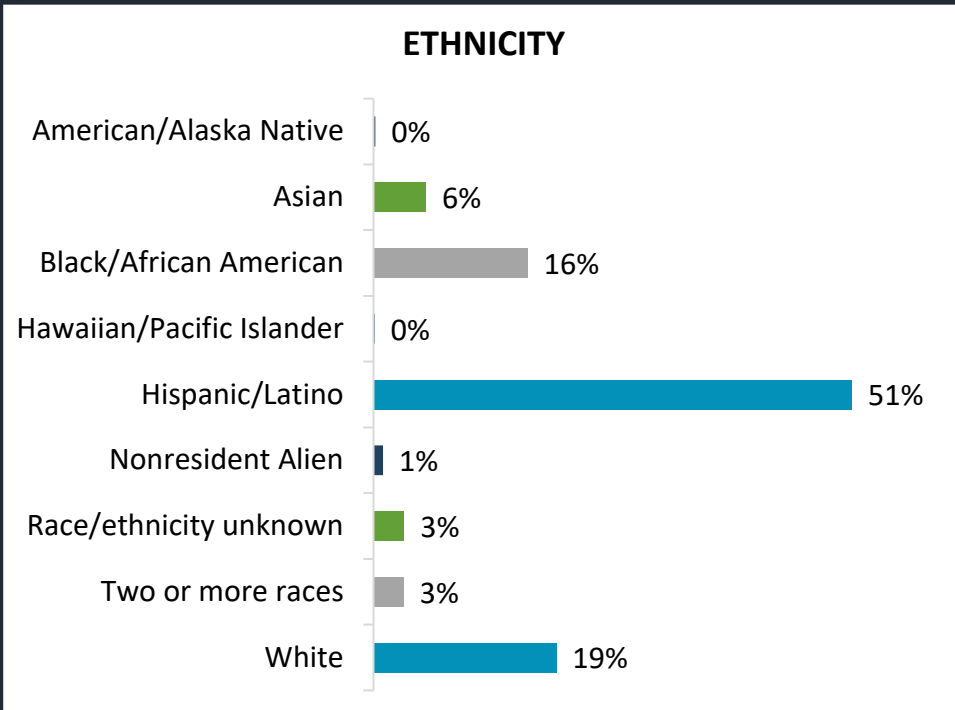 ETHNICITY
American/Alaska Native 0%
Asian 6%
Black/African American 16%
Hawaiian/Pacific Islander 0%
Hispanic/Latino 51%
Nonresident Alien 1%
Race/ethnicity unknown 3%
Two or more races 3%
White 19%